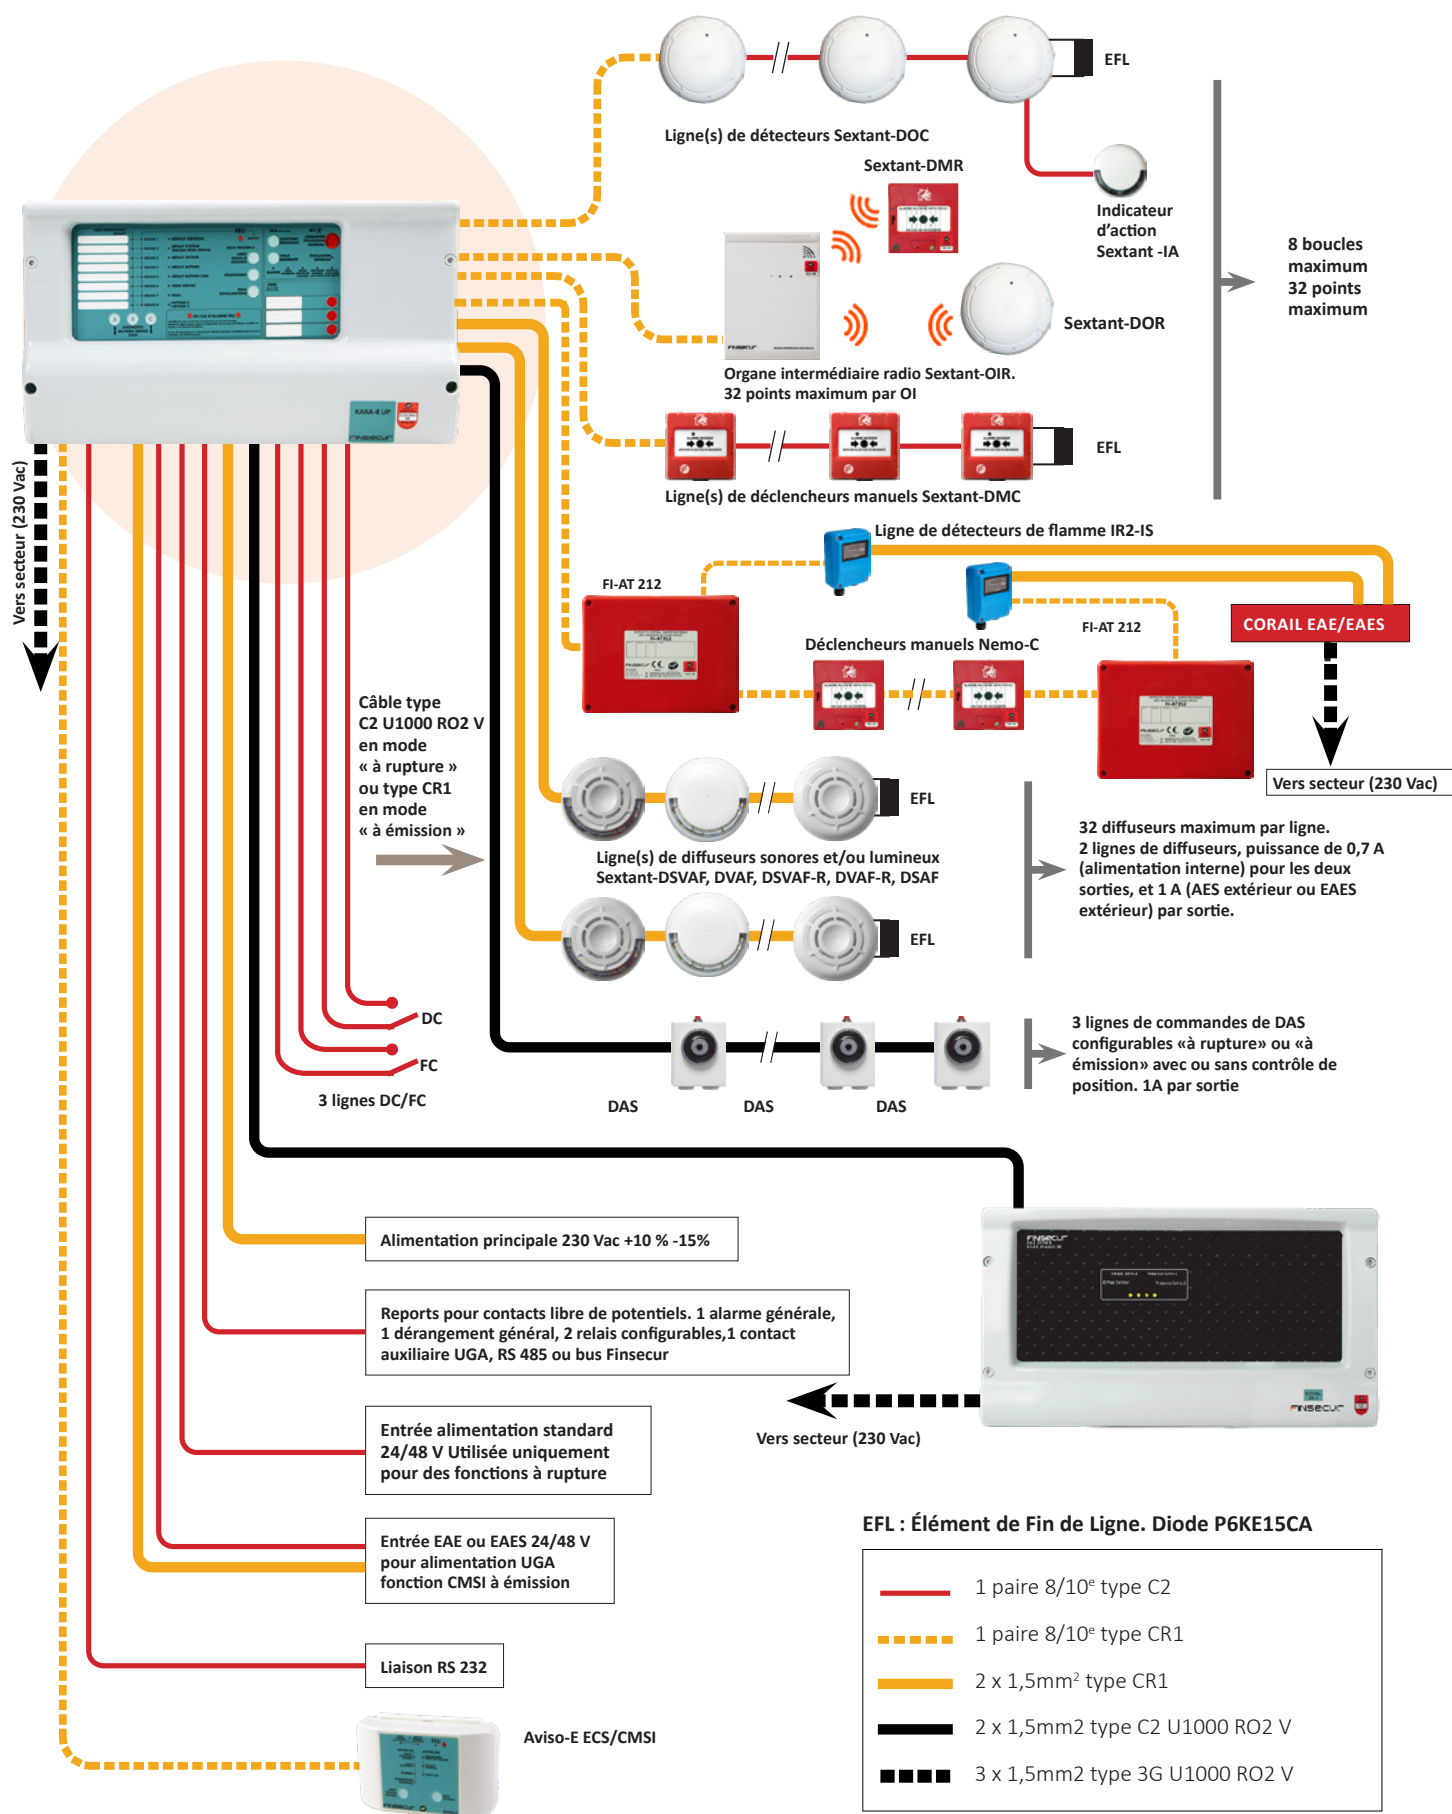 EFL
Ligne(s) de détecteurs Sextant-DOC
Sextant-DMR
Indicateur
d'action
Sextant -IA
8 boucles
maximum
32 points
maximum
Sextant-DOR
Organe intermédiaire radio Sextant-OIR.
32 points maximum par OI
EFL
Ligne(s) de déclencheurs manuels Sextant-DMC
KARA-8 UP
FINSECUR
A B C
Vers secteur (230 Vac)
Ligne de détecteurs de flamme IR2-IS
FI-AT 212
FI-AT 212
CORAIL EAE/EAES
Déclencheurs manuels Nemo-C
FI-AT212
FI-AT212
Vers secteur (230 Vac)
Câble type
C2 U1000 RO2 V
en mode
« à rupture »
ou type CR1
en mode
« à émission »
EFL
Ligne(s) de diffuseurs sonores et/ou lumineux
Sextant-DSVAF, DVAF, DSVAF-R, DVAF-R, DSAF
EFL
32 diffuseurs maximum par ligne.
2 lignes de diffuseurs, puissance de 0,7 A
(alimentation interne) pour les deux
sorties, et 1 A (AES extérieur ou EAES
extérieur) par sortie.
DC
FC
3 lignes DC/FC
DAS DAS DAS
3 lignes de commandes de DAS
configurables «à rupture» ou «à
émission» avec ou sans contrôle de
position. 1A par sortie
Alimentation principale 230 Vac +10 % -15%
Reports pour contacts libre de potentiels. 1 alarme générale,
1 dérangement général, 2 relais configurables,1 contact
auxiliaire UGA, RS 485 ou bus Finsecur
FINSECUR
FINSECUR
Vers secteur (230 Vac)
Entrée alimentation standard
24/48 V Utilisée uniquement
pour des fonctions à rupture
Entrée EAE ou EAES 24/48 V
pour alimentation UGA
fonction CMSI à émission
Liaison RS 232
Aviso-E ECS/CMSI
EFL : Élément de Fin de Ligne. Diode P6KE15CA
1 paire 8/10e type C2
1 paire 8/10e type CR1
2 x 1,5mm² type CR1
2 x 1,5mm2 type C2 U1000 RO2 V
3 x 1,5mm2 type 3G U1000 RO2 V